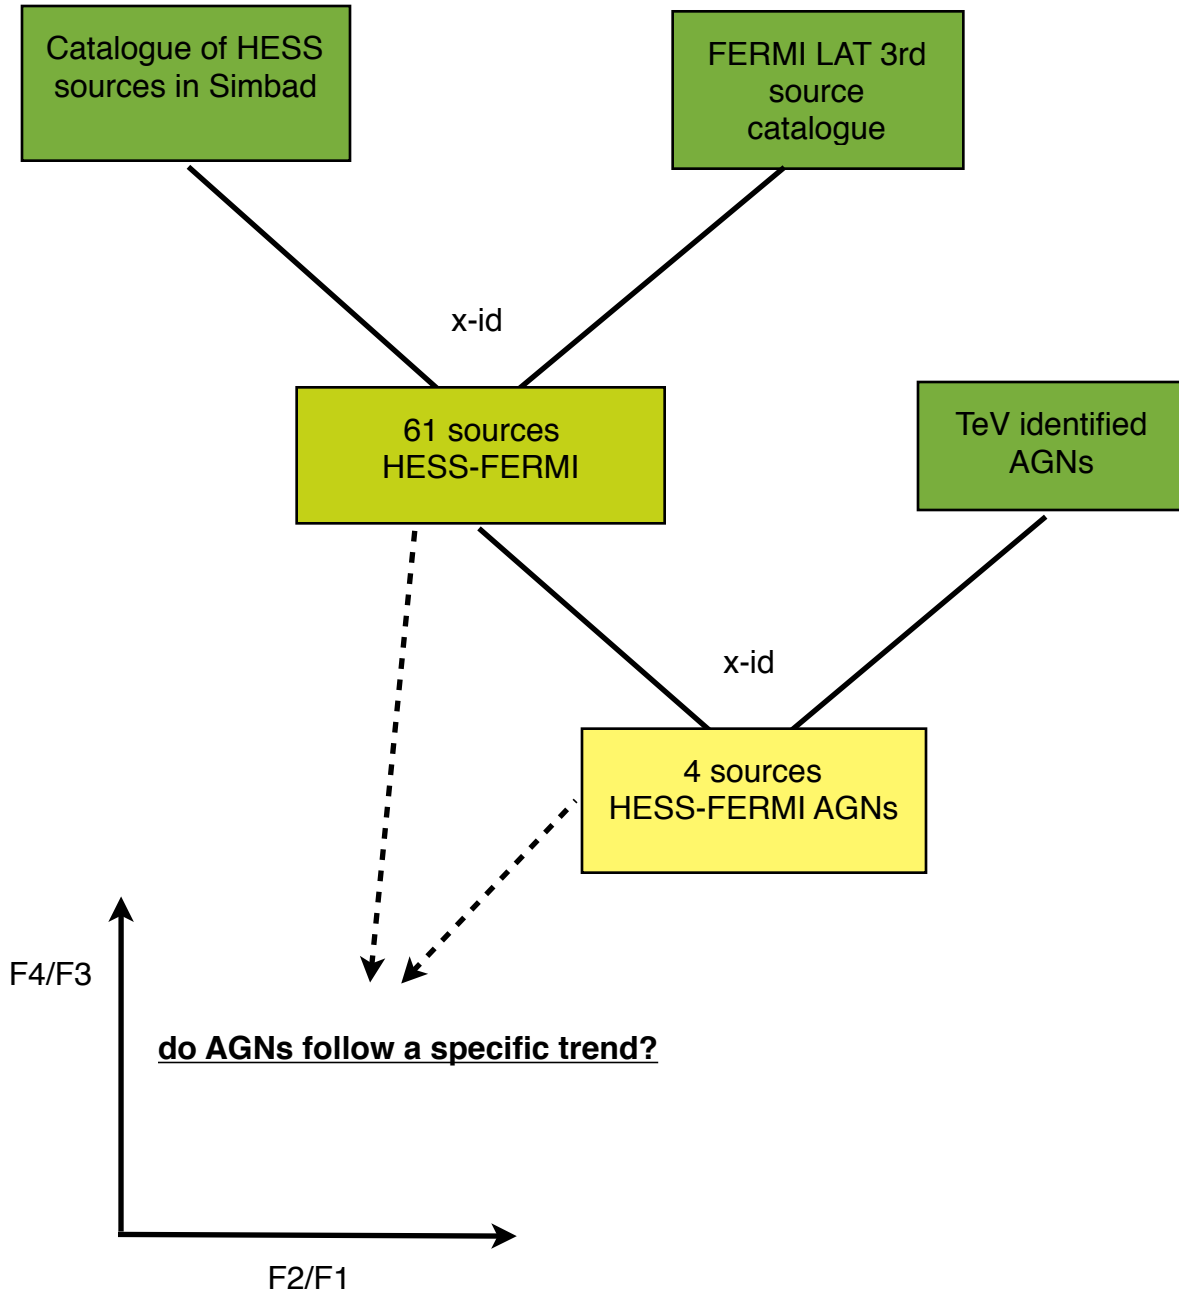 Catalogue of HESS
sources in Simbad
FERMI LAT 3rd
source
catalogue
x-id
61 sources
HESS-FERMI
TeV identified
AGNs
x-id
4 sources
HESS-FERMI AGNs
F4/F3
do AGNs follow a specific trend?
F2/F1